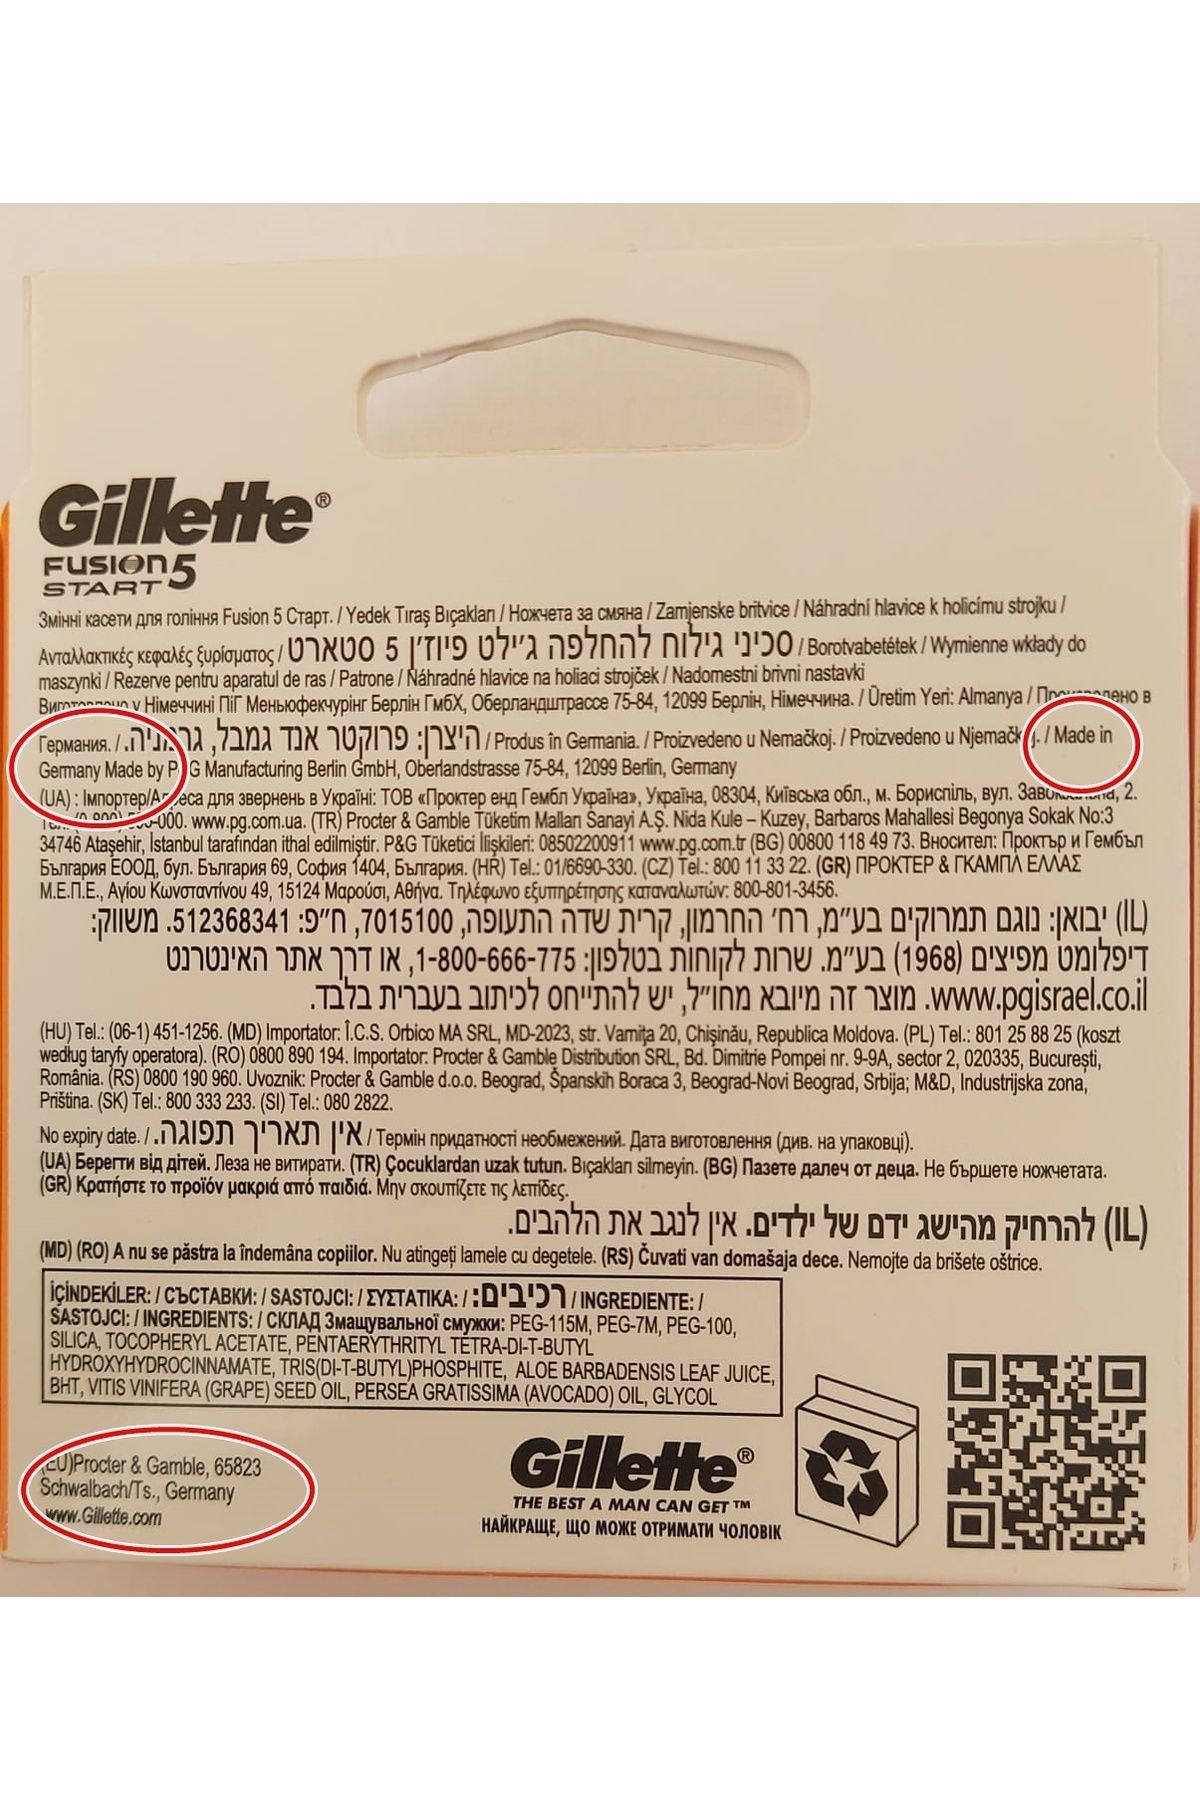 Gillette®
FUSION5
START
Змінні касети для гоління Fusion 5 Старт. / Yedek Tıraş Bıçakları / Ножчета за смяна / Zamjenske britvice / Náhradní hlavice k holicímu strojku /
Ανταλλακτικές κεφαλές ξυρίσματος / סכיני גילוח להחלפה ג׳ילט פיוז׳ן 5 סטארט / Borotvabetétek / Wymienne wkłady do
maszynki / Rezerve pentru aparatul de ras / Patrone / Náhradné hlavice na holiaci strojček / Nadomestni brivni nastavki
Виготовлено у Німеччині ПіГ Меньюфекчурінг Берлін ГмбХ, Оберландштрассе 75-84, 12099 Берлін, Німеччина. / Üretim Yeri: Almanya / Произведено в
Германия. / היצרן: פרוקטר אנד גמבל, גרמניה. / Produs în Germania. / Proizvedeno u Nemačkoj. / Proizvedeno u Njemačkoj. / Made in
Germany Made by P&G Manufacturing Berlin GmbH, Oberlandstrasse 75-84, 12099 Berlin, Germany
(UA) : Імпортер/Адреса для звернень в Україні: ТОВ «Проктер енд Гембл Україна», Україна, 08304, Київська обл., м. Бориспіль, вул. Завокзальна, 2.
Тел. (0-800) 500-000. www.pg.com.ua. (TR) Procter & Gamble Tüketim Malları Sanayi A.Ş. Nida Kule – Kuzey, Barbaros Mahallesi Begonya Sokak No:3
34746 Ataşehir, İstanbul tarafından ithal edilmiştir. P&G Tüketici İlişkileri: 08502200911 www.pg.com.tr (BG) 00800 118 49 73. Вносител: Проктър и Гембъл
България ЕООД, бул. България 69, София 1404, България. (HR) Tel.: 01/6690-330. (CZ) Tel.: 800 11 33 22. (GR) ΠΡΟΚΤΕΡ & ΓΚΑΜΠΛ ΕΛΛΑΣ
Μ.Ε.Π.Ε., Αγίου Κωνσταντίνου 49, 15124 Μαρούσι, Αθήνα. Τηλέφωνο εξυπηρέτησης καταναλωτών: 800-801-3456.
(IL) יבואן: נוגם תמרוקים בע״מ, רח׳ החרמון, קרית שדה התעופה, 7015100, ח״פ: 512368341. משווק:
דיפלומט מפיצים (1968) בע״מ. שרות לקוחות בטלפון: 1-800-666-775, או דרך אתר האינטרנט
www.pgisrael.co.il. מוצר זה מיובא מחו״ל, יש להתייחס לכיתוב בעברית בלבד.
(HU) Tel.: (06-1) 451-1256. (MD) Importator: Î.C.S. Orbico MA SRL, MD-2023, str. Varnița 20, Chișinău, Republica Moldova. (PL) Tel.: 801 25 88 25 (koszt
według taryfy operatora). (RO) 0800 890 194. Importator: Procter & Gamble Distribution SRL, Bd. Dimitrie Pompei nr. 9-9A, sector 2, 020335, București,
România. (RS) 0800 190 960. Uvoznik: Procter & Gamble d.o.o. Beograd, Španskih Boraca 3, Beograd-Novi Beograd, Srbija; M&D, Industrijska zona,
Priština. (SK) Tel.: 800 333 233. (SI) Tel.: 080 2822.
No expiry date. / אין תאריך תפוגה. / Термін придатності необмежений. Дата виготовлення (див. на упаковці).
(UA) Берегти від дітей. Леза не витирати. (TR) Çocuklardan uzak tutun. Bıçakları silmeyin. (BG) Пазете далеч от деца. Не бършете ножчетата.
(GR) Κρατήστε το προϊόν μακριά από παιδιά. Μην σκουπίζετε τις λεπίδες.
(IL) להרחיק מהישג ידם של ילדים. אין לנגב את הלהבים.
(MD) (RO) A nu se păstra la îndemâna copiilor. Nu atingeți lamele cu degetele. (RS) Čuvati van domašaja dece. Nemojte da brišete oštrice.
İÇİNDEKİLER: / СЪСТАВКИ: / SASTOJCI: / ΣΥΣΤΑΤΙΚΑ: / רכיבים: / INGREDIENTE: /
SASTOJCI: / INGREDIENTS: / СКЛАД Змащувальної смужки: PEG-115M, PEG-7M, PEG-100,
SILICA, TOCOPHERYL ACETATE, PENTAERYTHRITYL TETRA-DI-T-BUTYL
HYDROXYHYDROCINNAMATE, TRIS(DI-T-BUTYL)PHOSPHITE, ALOE BARBADENSIS LEAF JUICE,
BHT, VITIS VINIFERA (GRAPE) SEED OIL, PERSEA GRATISSIMA (AVOCADO) OIL, GLYCOL
(EU)Procter & Gamble, 65823
Schwalbach/Ts., Germany
www.Gillette.com
Gillette®
THE BEST A MAN CAN GET™
НАЙКРАЩЕ, ЩО МОЖЕ ОТРИМАТИ ЧОЛОВІК